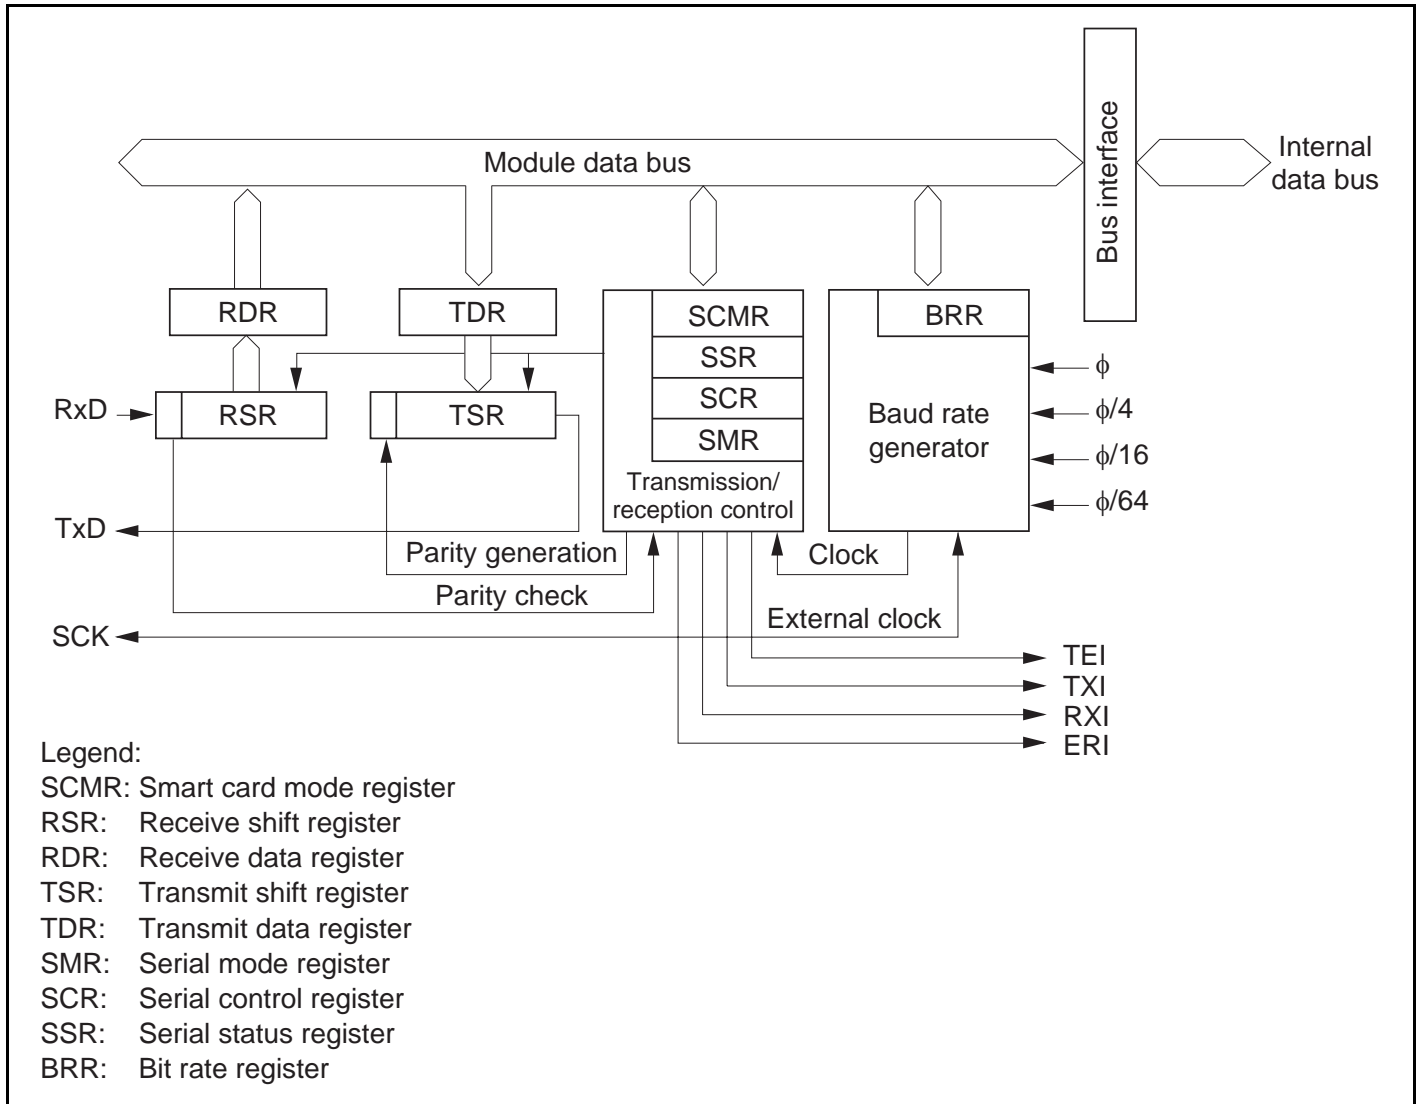 Bus interface
Module data bus
Internal
data bus
RDR
TDR
SCMR
BRR
SSR
ϕ
RxD
RSR
TSR
SCR
Baud rate
generator
ϕ/4
SMR
ϕ/16
Transmission/
reception control
ϕ/64
TxD
Parity generation
Clock
Parity check
SCK
External clock
TEI
TXI
RXI
ERI
Legend:
SCMR: Smart card mode register
RSR: Receive shift register
RDR: Receive data register
TSR: Transmit shift register
TDR: Transmit data register
SMR: Serial mode register
SCR: Serial control register
SSR: Serial status register
BRR: Bit rate register